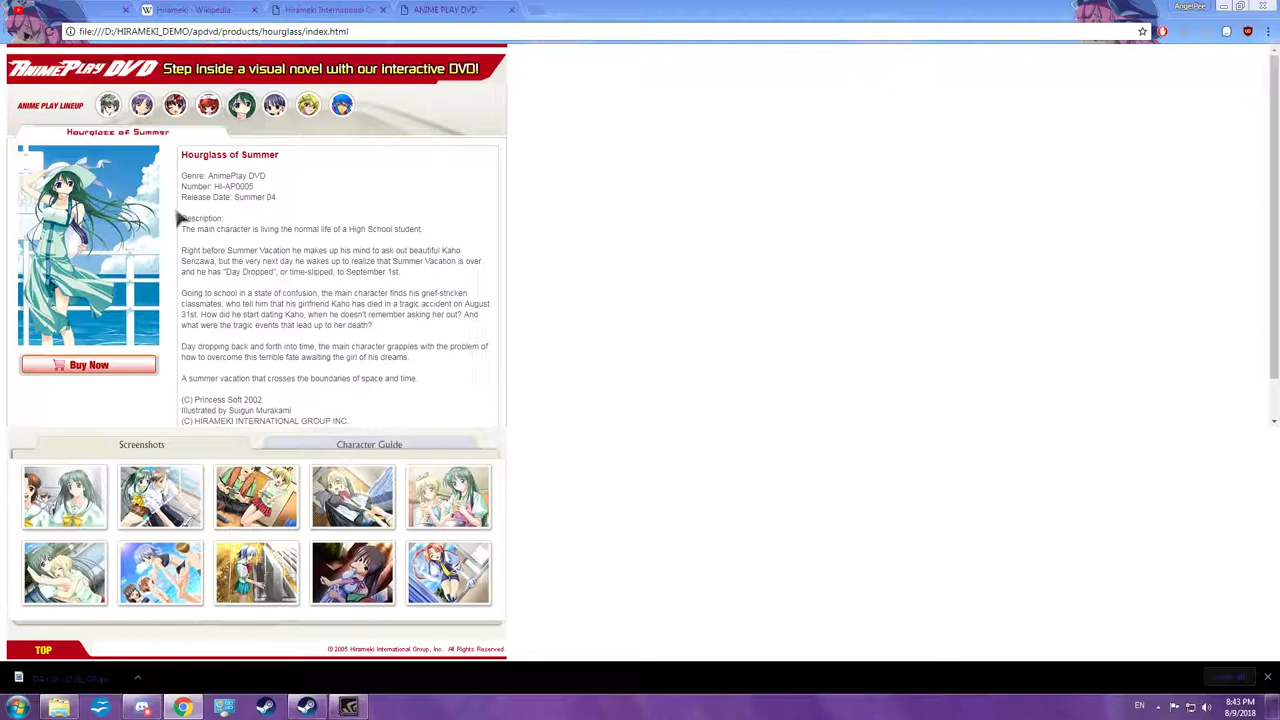 Hirameki - Wikipedia
Hirameki International Gro
ANIME PLAY DVD
AngelPec
file:///D:/HIRAMEKI_DEMO/apdvd/products/hourglass/index.html
ANIMEPLAY DVD Step inside a visual novel with our interactive DVD!
ANIME PLAY LINEUP
Hourglass of Summer
Hourglass of Summer
Genre: AnimePlay DVD
Number: HI-AP0005
Release Date: Summer 04
Description:
The main character is living the normal life of a High School student.
Right before Summer Vacation he makes up his mind to ask out beautiful Kaho
Serizawa, but the very next day he wakes up to realize that Summer Vacation is over
and he has "Day Dropped", or time-slipped, to September 1st.
Going to school in a state of confusion, the main character finds his grief-stricken
classmates, who tell him that his girlfriend Kaho has died in a tragic accident on August
31st. How did he start dating Kaho, when he doesn't remember asking her out? And
what were the tragic events that lead up to her death?
Day dropping back and forth into time, the main character grapples with the problem of
how to overcome this terrible fate awaiting the girl of his dreams.
A summer vacation that crosses the boundaries of space and time.
(C) Princess Soft 2002
Illustrated by Suigun Murakami
(C) HIRAMEKI INTERNATIONAL GROUP INC.
Buy Now
Screenshots
Character Guide
TOP
© 2005 Hirameki International Group, Inc. All Rights Reserved.
EN
8:43 PM
8/9/2018